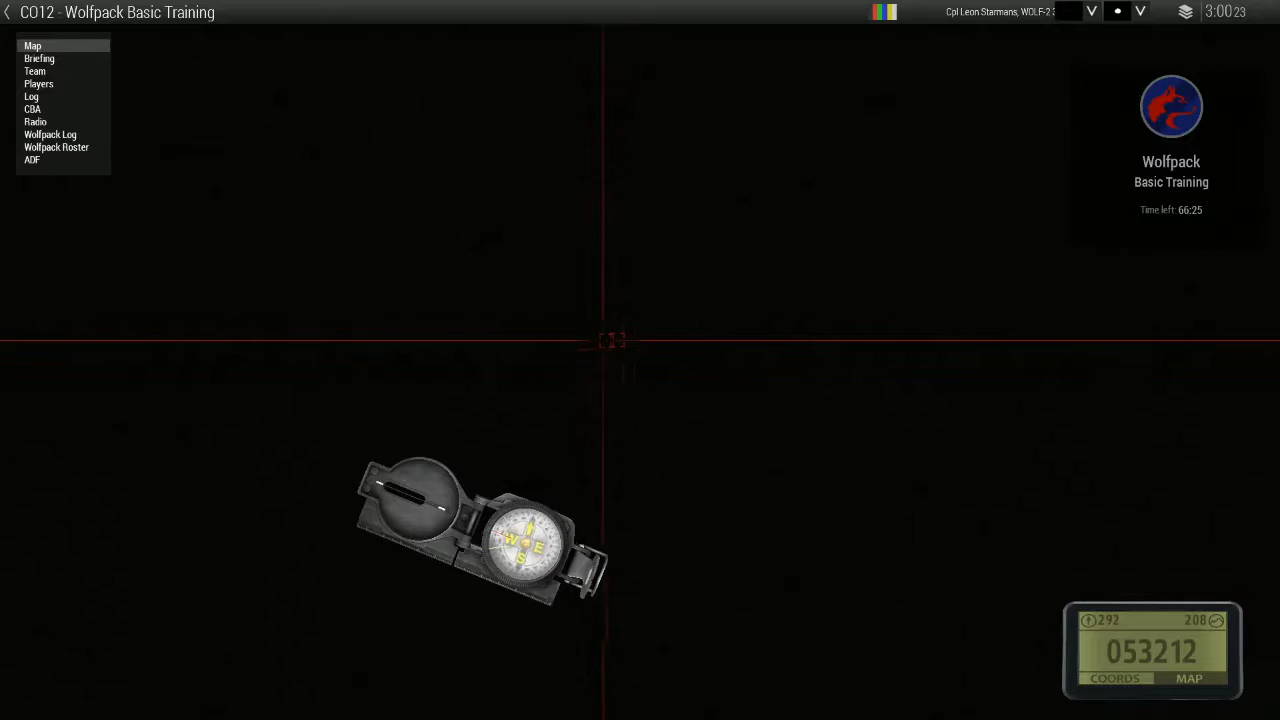 CO12 - Wolfpack Basic Training
Cpl Leon Starmans, WOLF-2 3
3:00 23
Map
Briefing
Team
Players
Log
CBA
Radio
Wolfpack Log
Wolfpack Roster
ADF
Wolfpack
Basic Training
Time left: 66:25
W E
S
292 208
053212
COORDS MAP